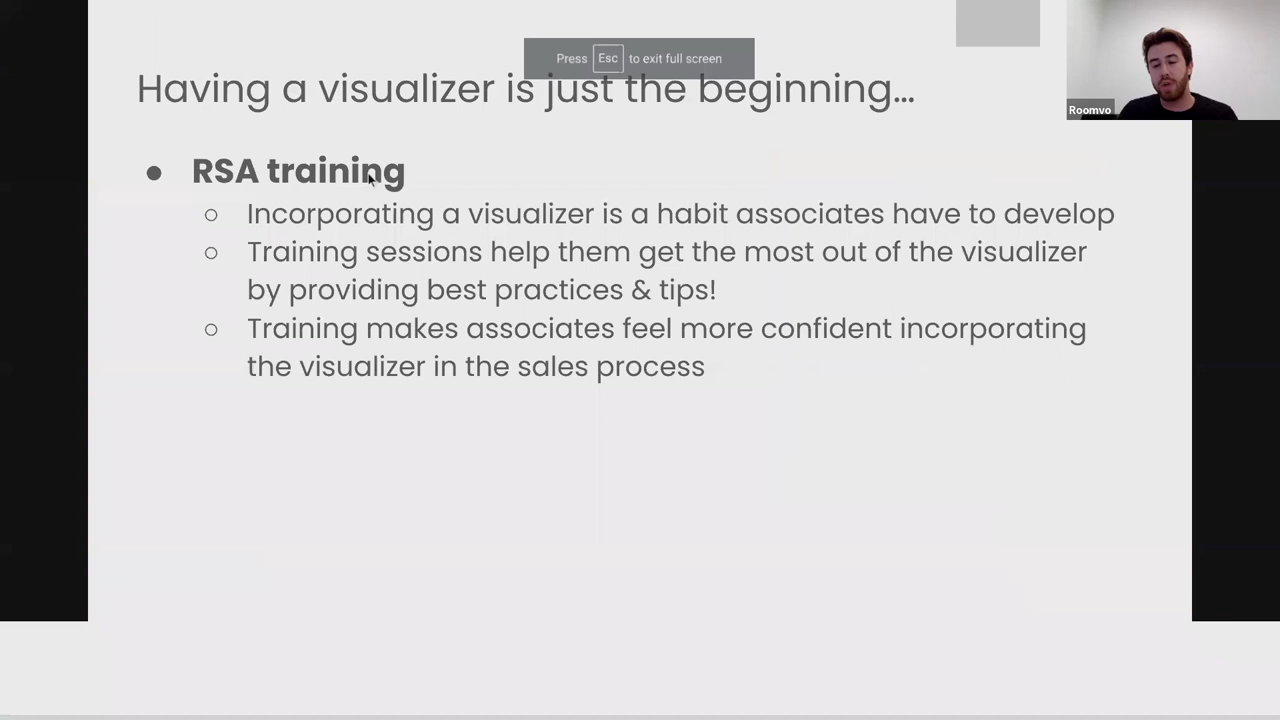 Press Esc to exit full screen
Having a visualizer is just the beginning...
Roomvo
● RSA training
○ Incorporating a visualizer is a habit associates have to develop
○ Training sessions help them get the most out of the visualizer
by providing best practices & tips!
○ Training makes associates feel more confident incorporating
the visualizer in the sales process